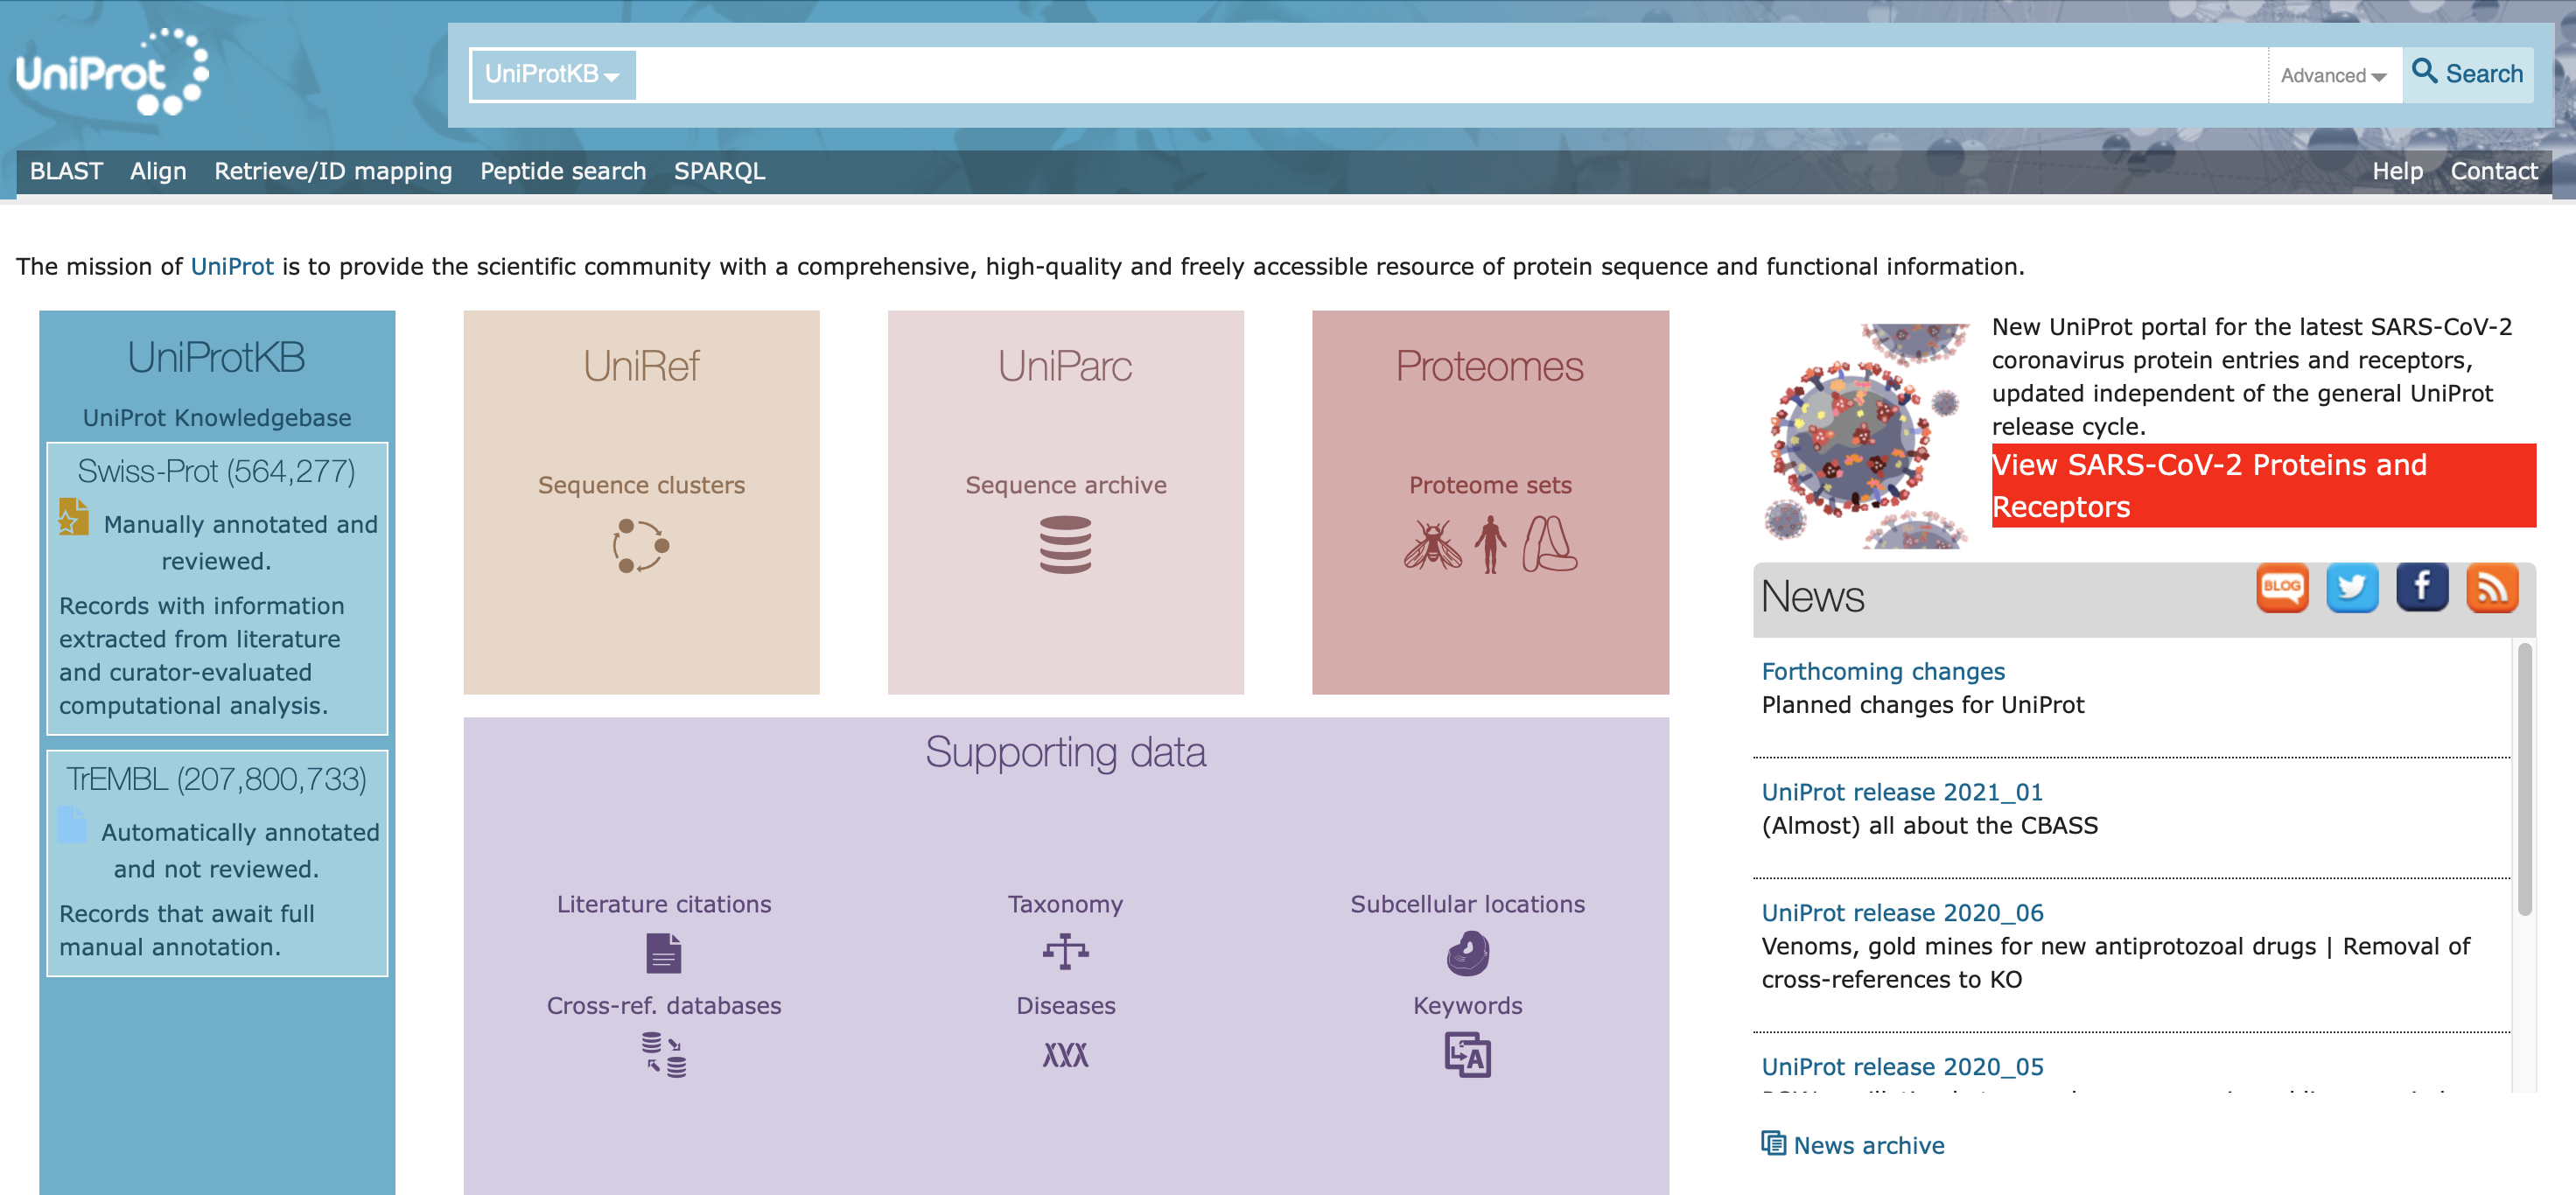 UniProt
UniProtKB
Advanced
Search
BLAST Align Retrieve/ID mapping Peptide search SPARQL
Help Contact
The mission of UniProt is to provide the scientific community with a comprehensive, high-quality and freely accessible resource of protein sequence and functional information.
UniProtKB
UniProt Knowledgebase
Swiss-Prot (564,277)
Manually annotated and
reviewed.
Records with information
extracted from literature
and curator-evaluated
computational analysis.
TrEMBL (207,800,733)
Automatically annotated
and not reviewed.
Records that await full
manual annotation.
UniRef
Sequence clusters
UniParc
Sequence archive
Proteomes
Proteome sets
Supporting data
Literature citations
Taxonomy
Subcellular locations
Cross-ref. databases
Diseases
Keywords
A
New UniProt portal for the latest SARS-CoV-2
coronavirus protein entries and receptors,
updated independent of the general UniProt
release cycle.
View SARS-CoV-2 Proteins and
Receptors
News
BLOG
f
Forthcoming changes
Planned changes for UniProt
UniProt release 2021_01
(Almost) all about the CBASS
UniProt release 2020_06
Venoms, gold mines for new antiprotozoal drugs | Removal of
cross-references to KO
UniProt release 2020_05
News archive